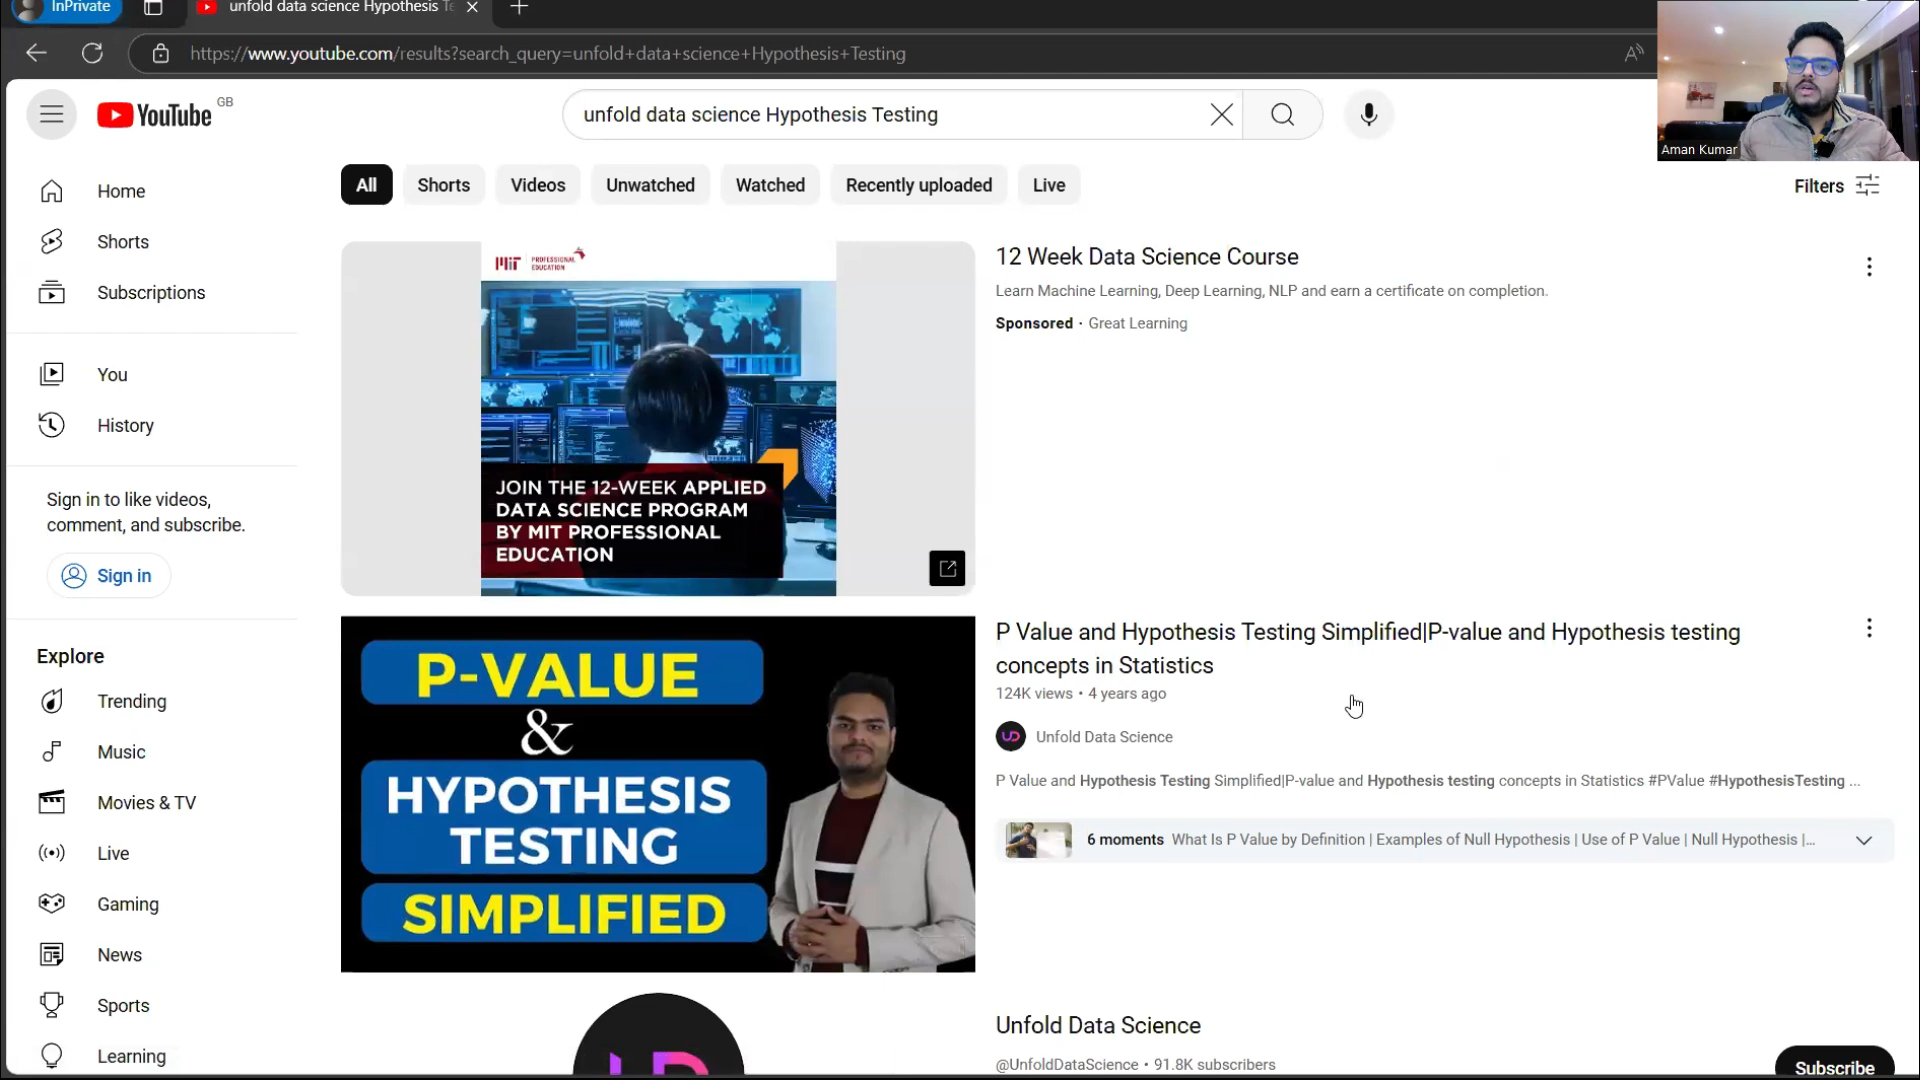 InPrivate
unfold data science Hypothesis Te
https://www.youtube.com/results?search_query=unfold+data+science+Hypothesis+Testing
Aman Kumar
YouTube GB
unfold data science Hypothesis Testing
All
Shorts
Videos
Unwatched
Watched
Recently uploaded
Live
Filters
Home
Shorts
Subscriptions
You
History
Sign in to like videos,
comment, and subscribe.
Sign in
Explore
Trending
Music
Movies & TV
Live
Gaming
News
Sports
Learning
MIT PROFESSIONAL
EDUCATION
JOIN THE 12-WEEK APPLIED
DATA SCIENCE PROGRAM
BY MIT PROFESSIONAL
EDUCATION
12 Week Data Science Course
Learn Machine Learning, Deep Learning, NLP and earn a certificate on completion.
Sponsored · Great Learning
P-VALUE
&
HYPOTHESIS
TESTING
SIMPLIFIED
P Value and Hypothesis Testing Simplified|P-value and Hypothesis testing
concepts in Statistics
124K views • 4 years ago
UD Unfold Data Science
P Value and Hypothesis Testing Simplified|P-value and Hypothesis testing concepts in Statistics #PValue #HypothesisTesting ...
6 moments What Is P Value by Definition | Examples of Null Hypothesis | Use of P Value | Null Hypothesis |...
UD
Unfold Data Science
@UnfoldDataScience • 91.8K subscribers
Subscribe